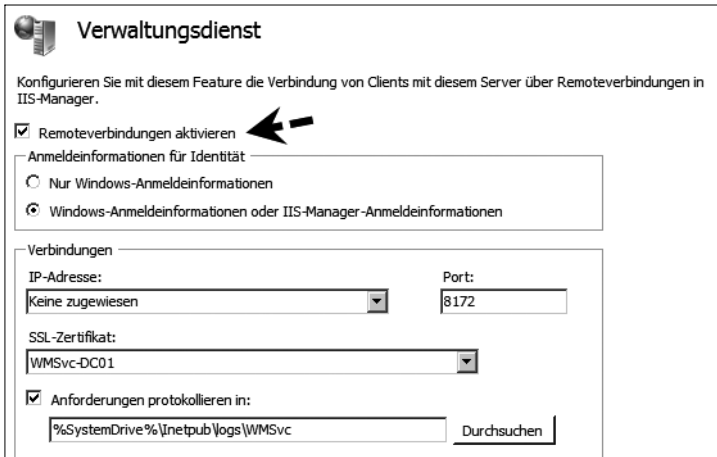 Verwaltungsdienst
Konfigurieren Sie mit diesem Feature die Verbindung von Clients mit diesem Server über Remoteverbindungen in
IIS-Manager.
Remoteverbindungen aktivieren
Anmeldeinformationen für Identität
Nur Windows-Anmeldeinformationen
Windows-Anmeldeinformationen oder IIS-Manager-Anmeldeinformationen
Verbindungen
IP-Adresse: Port:
Keine zugewiesen 8172
SSL-Zertifikat:
WMSvc-DC01
Anforderungen protokollieren in:
%SystemDrive%\Inetpub\logs\WMSvc Durchsuchen